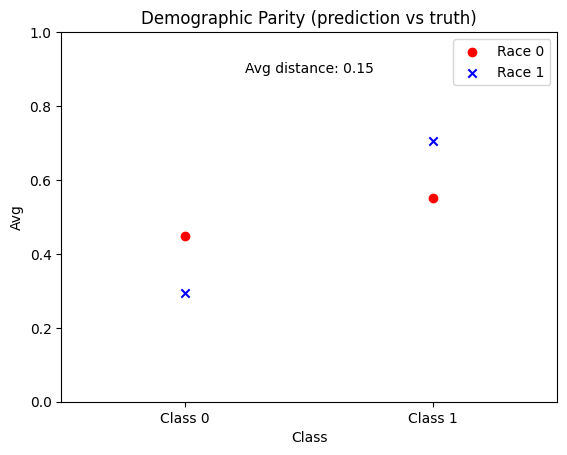 Demographic Parity (prediction vs truth)
Avg distance: 0.15
Race 0
Race 1
Avg
1.0
0.8
0.6
0.4
0.2
0.0
Class 0
Class 1
Class